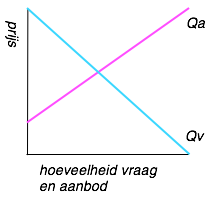 Qa
prijs
Qv
hoeveelheid vraag
en aanbod